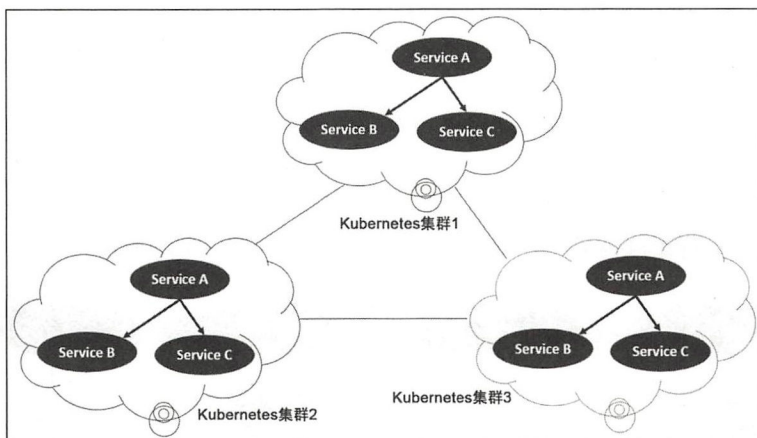 Service A
Service B
Service C
Kubernetes集群1
Service A
Service B
Service C
Kubernetes集群2
Service A
Service B
Service C
Kubernetes集群3